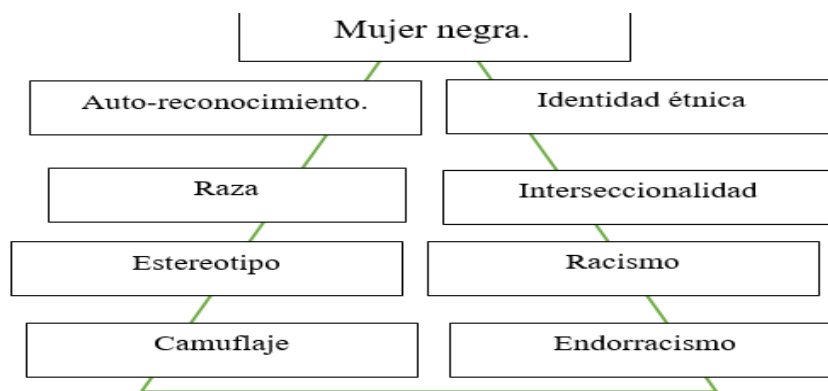 Mujer negra.
Auto-reconocimiento.
Identidad étnica
Raza
Interseccionalidad
Estereotipo
Racismo
Camuflaje
Endorracismo